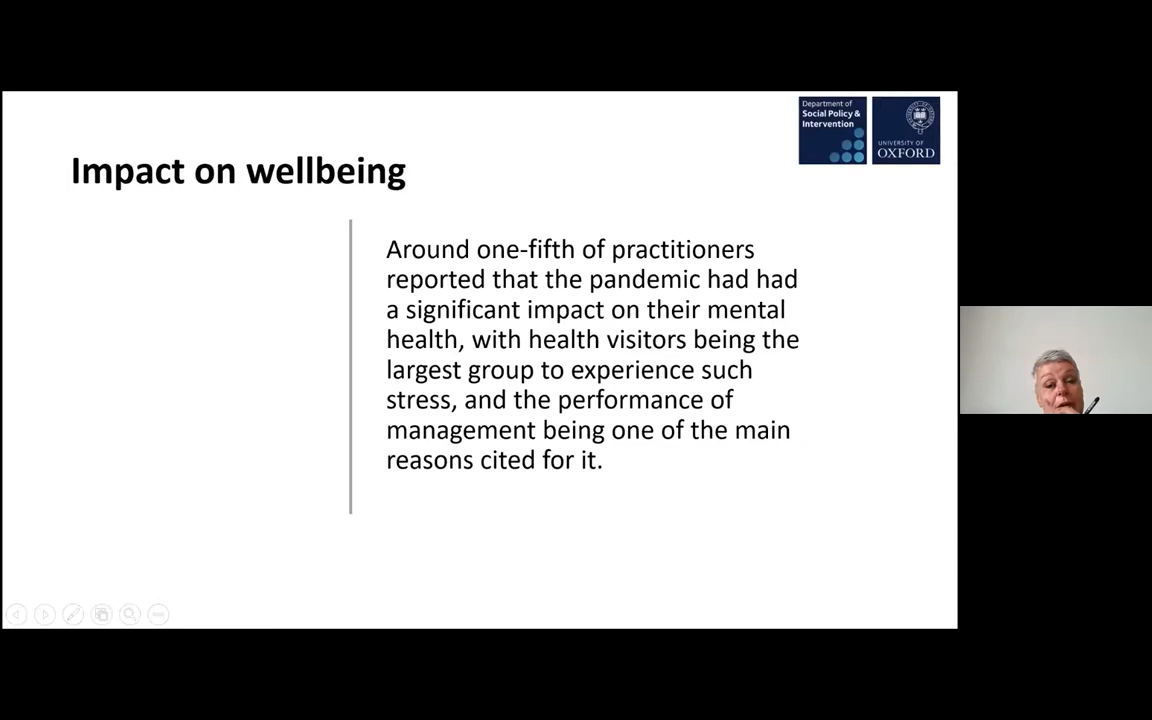 Department of
Social Policy &
Intervention
UNIVERSITY OF
OXFORD
Impact on wellbeing
Around one-fifth of practitioners
reported that the pandemic had had
a significant impact on their mental
health, with health visitors being the
largest group to experience such
stress, and the performance of
management being one of the main
reasons cited for it.